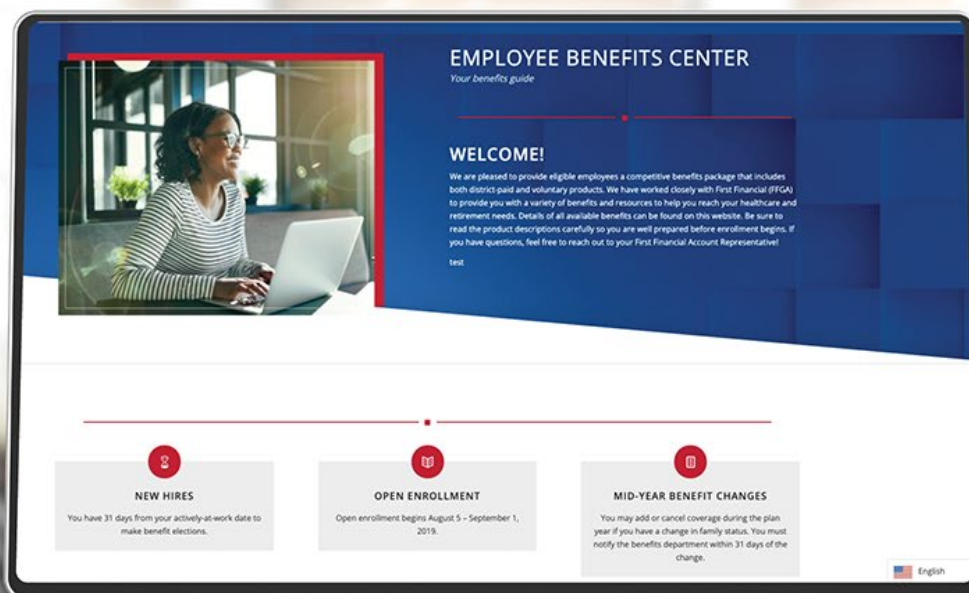 EMPLOYEE BENEFITS CENTER
Your benefits guide
WELCOME!
We are pleased to provide eligible employees a competitive benefits package that includes
both district-paid and voluntary products. We have worked closely with First Financial (FFGA)
to provide you with a variety of benefits and resources to help you reach your healthcare and
retirement needs. Details of all available benefits can be found on this website. Be sure to
read the product descriptions carefully so you are well prepared before enrollment begins. If
you have questions, feel free to reach out to your First Financial Account Representative!
test
NEW HIRES
You have 31 days from your actively-at-work date to
make benefit elections.
OPEN ENROLLMENT
Open enrollment begins August 5 – September 1,
2019.
MID-YEAR BENEFIT CHANGES
You may add or cancel coverage during the plan
year if you have a change in family status. You must
notify the benefits department within 31 days of the
change.
English